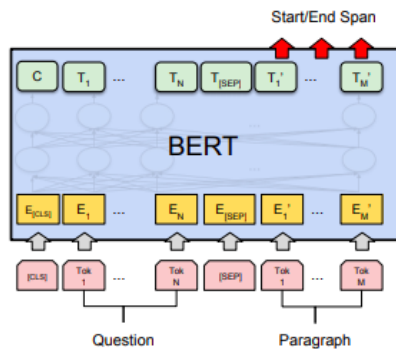 Start/End Span
C T1 ... TN T[SEP] T1' ... TM'
...
BERT
...
E[CLS] E1 ... EN E[SEP] E1' ... EM'
[CLS] Tok 1 ... Tok N [SEP] Tok 1 ... Tok M
Question Paragraph